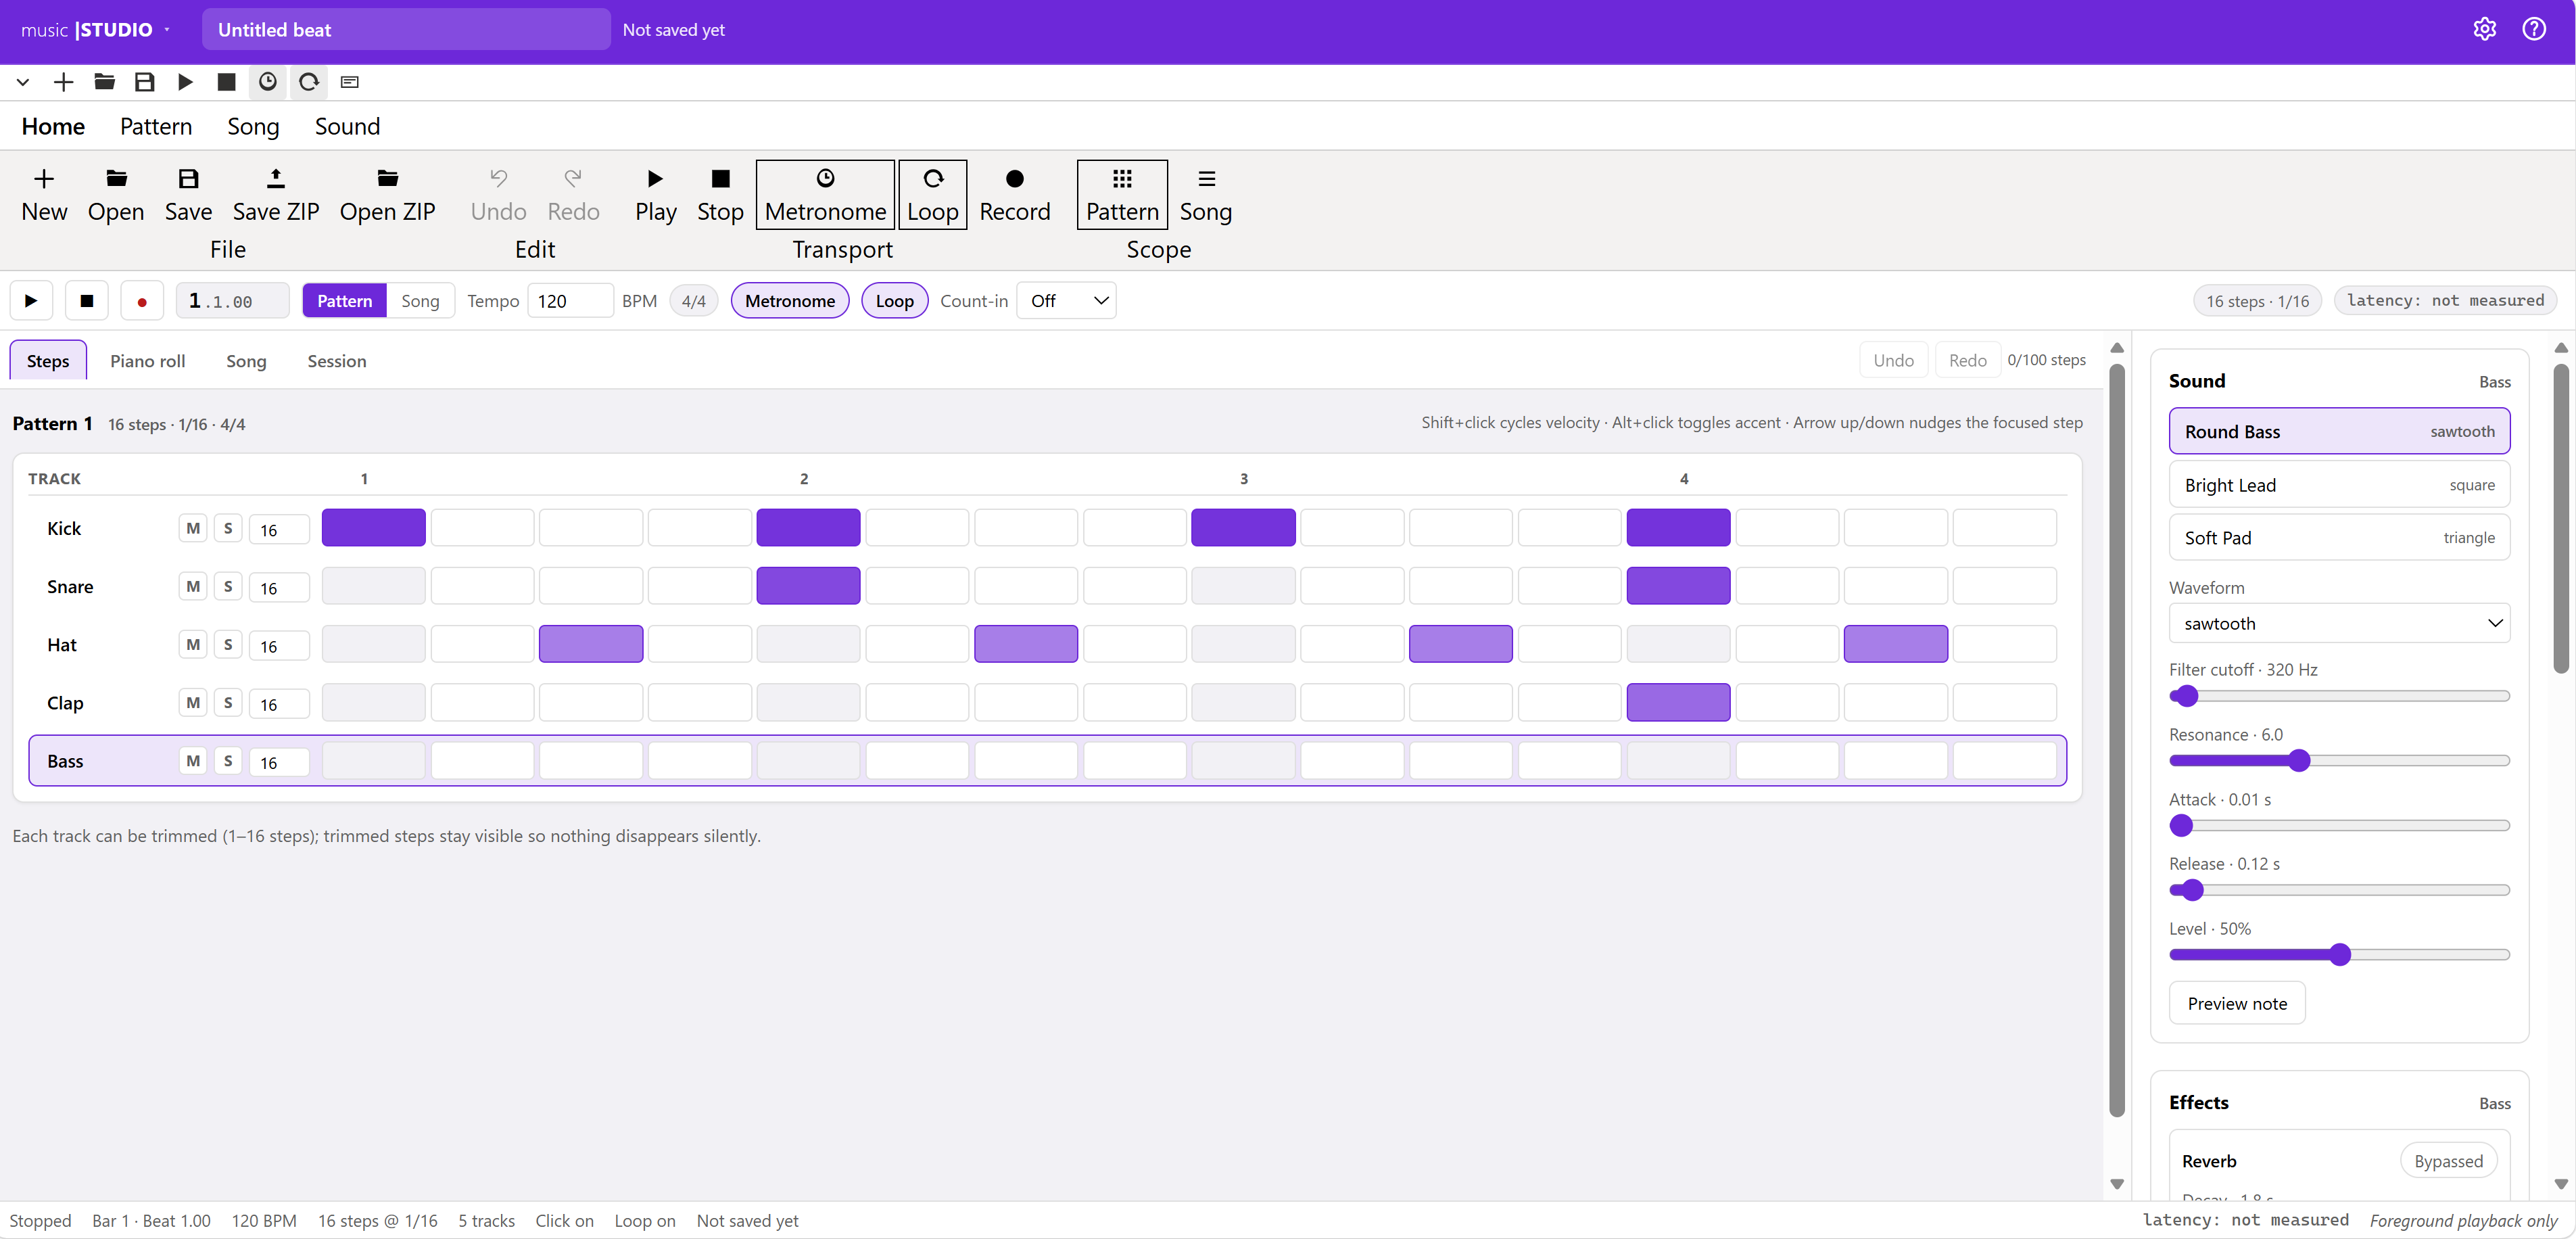 music |STUDIO
Untitled beat
Not saved yet
Home Pattern Song Sound
New Open Save Save ZIP Open ZIP Undo Redo Play Stop Metronome Loop Record Pattern Song
File Edit Transport Scope
1.1.00 Pattern Song Tempo 120 BPM 4/4 Metronome Loop Count-in Off 16 steps · 1/16 latency: not measured
Steps Piano roll Song Session Undo Redo 0/100 steps
Pattern 1 16 steps · 1/16 · 4/4 Shift+click cycles velocity · Alt+click toggles accent · Arrow up/down nudges the focused step
TRACK 1 2 3 4
Kick M S 16
Snare M S 16
Hat M S 16
Clap M S 16
Bass M S 16
Each track can be trimmed (1–16 steps); trimmed steps stay visible so nothing disappears silently.
Sound Bass
Round Bass sawtooth
Bright Lead square
Soft Pad triangle
Waveform
sawtooth
Filter cutoff · 320 Hz
Resonance · 6.0
Attack · 0.01 s
Release · 0.12 s
Level · 50%
Preview note
Effects Bass
Reverb Bypassed
Decay · 1.8 s
Stopped Bar 1 · Beat 1.00 120 BPM 16 steps @ 1/16 5 tracks Click on Loop on Not saved yet latency: not measured Foreground playback only